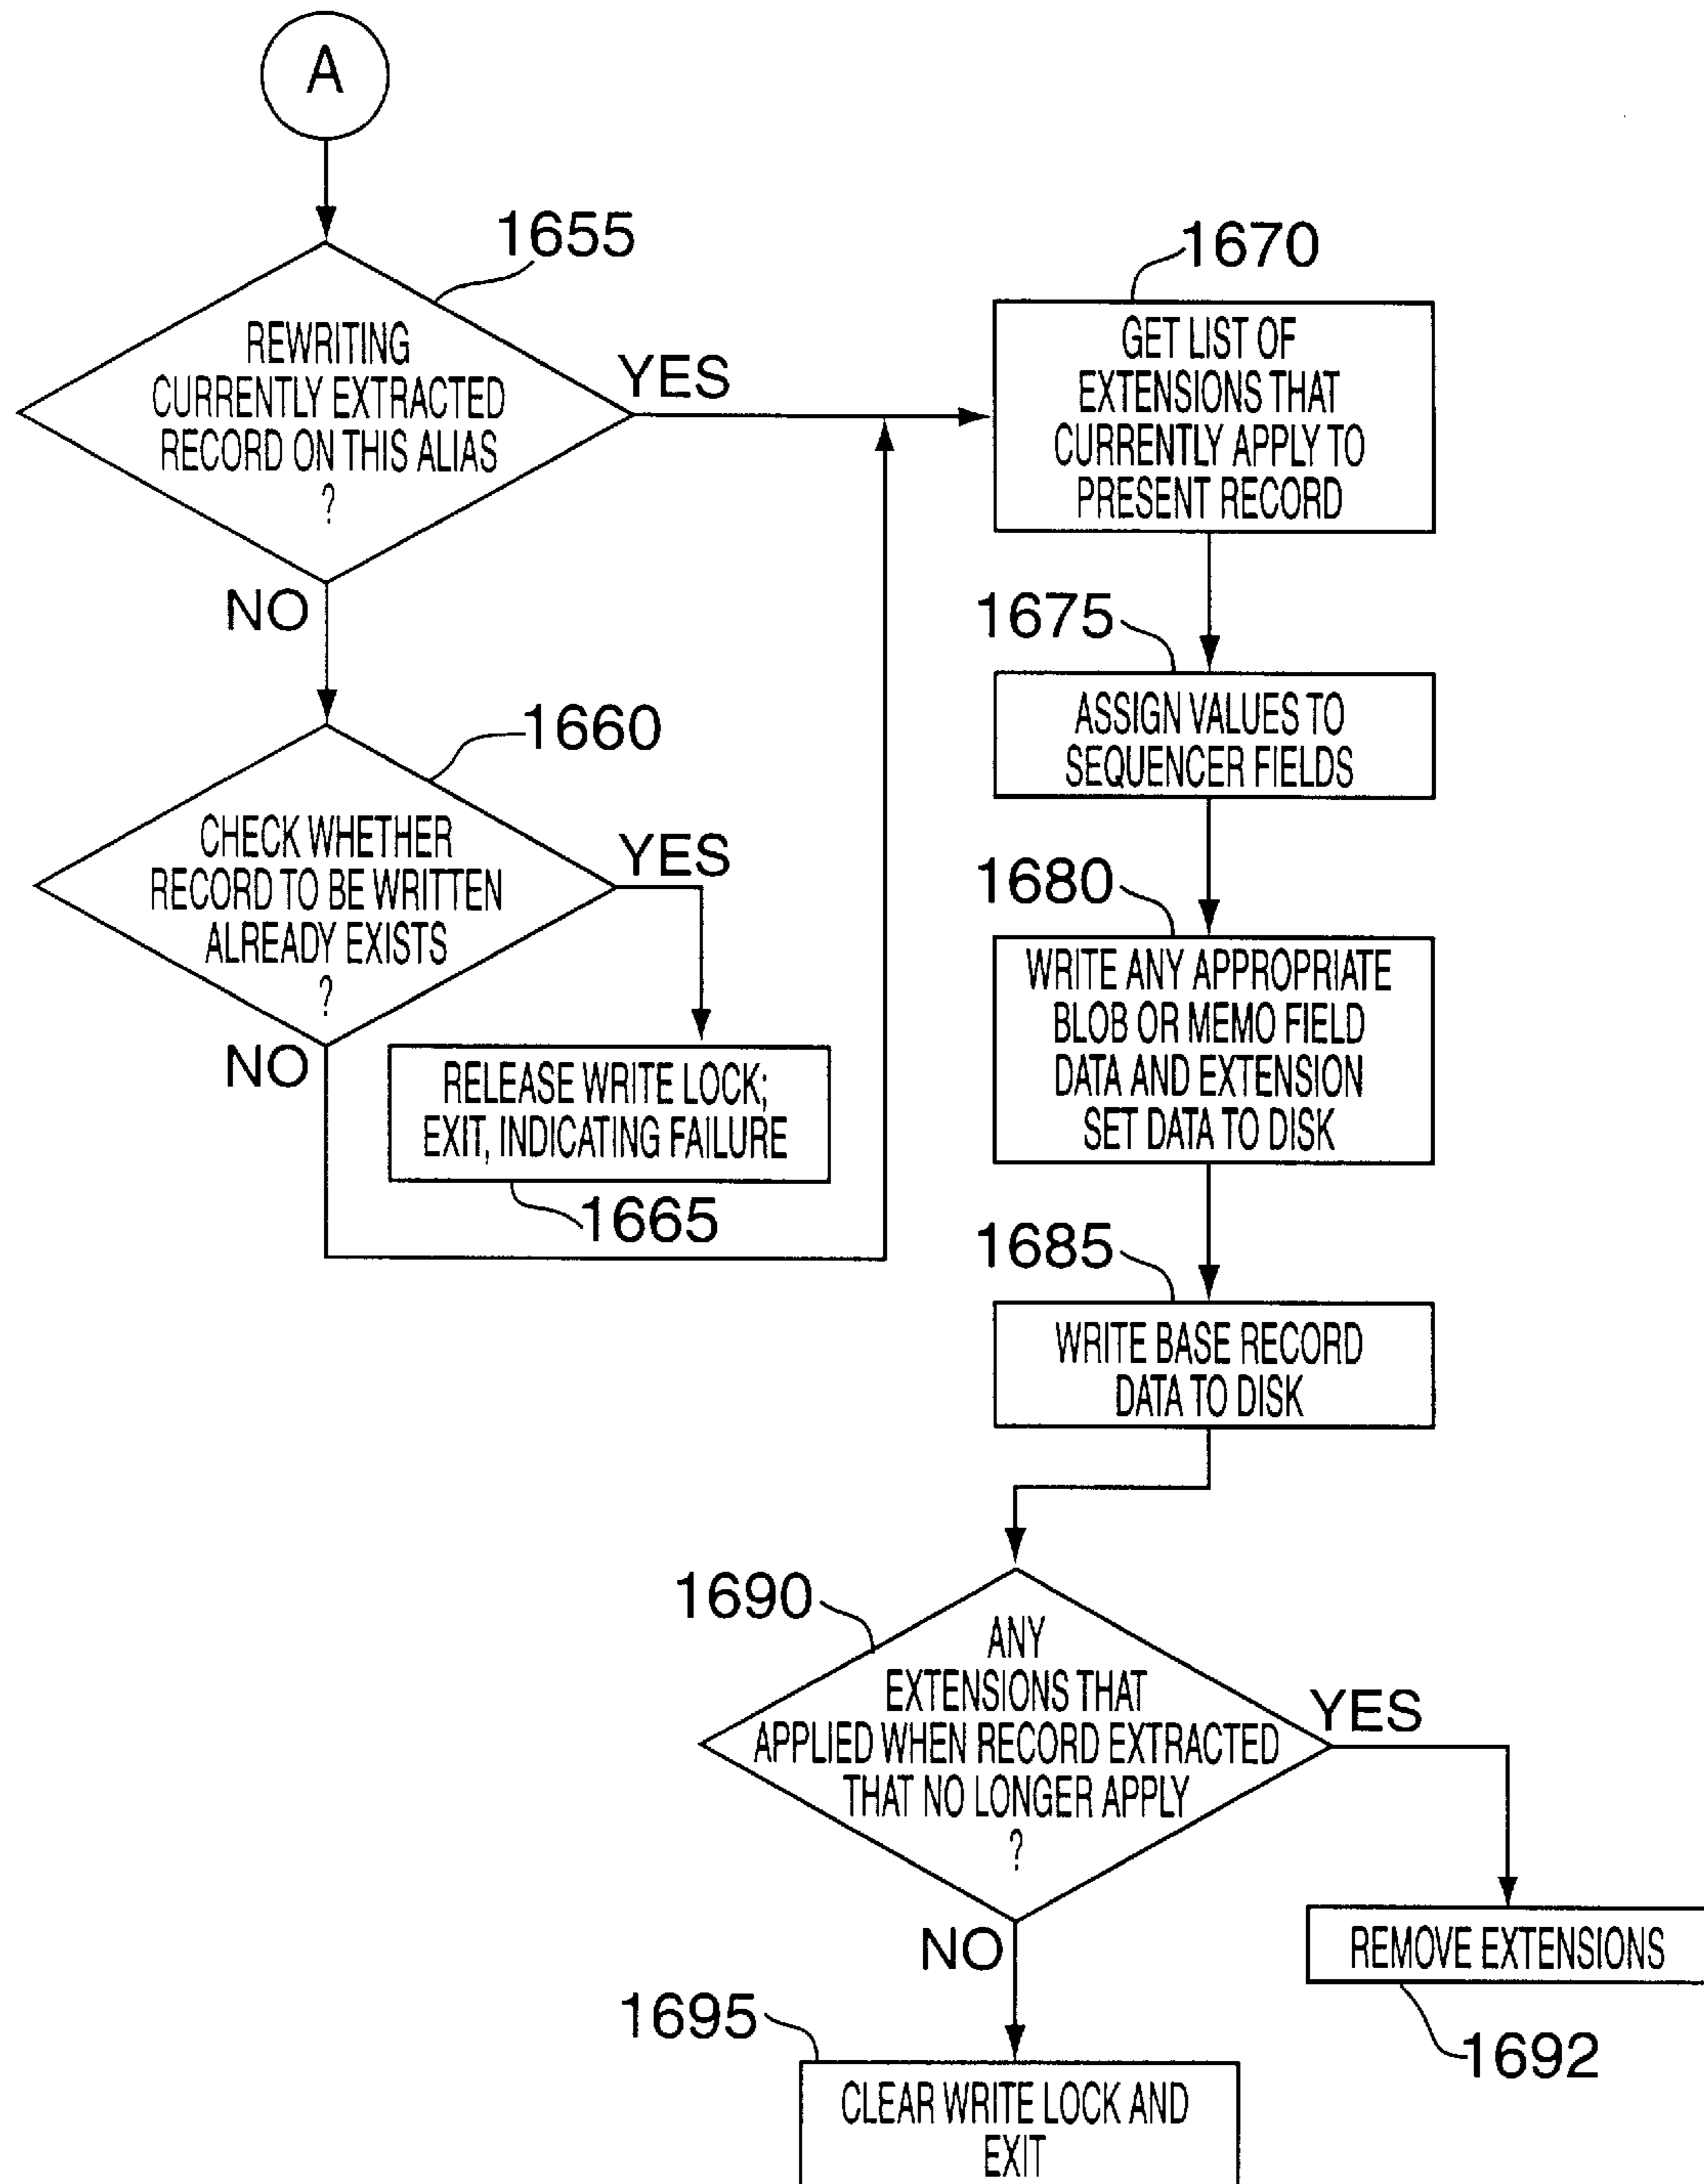 A
1655
REWRITING
CURRENTLY EXTRACTED
RECORD ON THIS ALIAS
?
YES
NO
1660
CHECK WHETHER
RECORD TO BE WRITTEN
ALREADY EXISTS
?
YES
NO
RELEASE WRITE LOCK;
EXIT, INDICATING FAILURE
1665
1670
GET LIST OF
EXTENSIONS THAT
CURRENTLY APPLY TO
PRESENT RECORD
1675
ASSIGN VALUES TO
SEQUENCER FIELDS
1680
WRITE ANY APPROPRIATE
BLOB OR MEMO FIELD
DATA AND EXTENSION
SET DATA TO DISK
1685
WRITE BASE RECORD
DATA TO DISK
1690
ANY
EXTENSIONS THAT
APPLIED WHEN RECORD EXTRACTED
THAT NO LONGER APPLY
?
YES
NO
REMOVE EXTENSIONS
1692
1695
CLEAR WRITE LOCK AND
EXIT